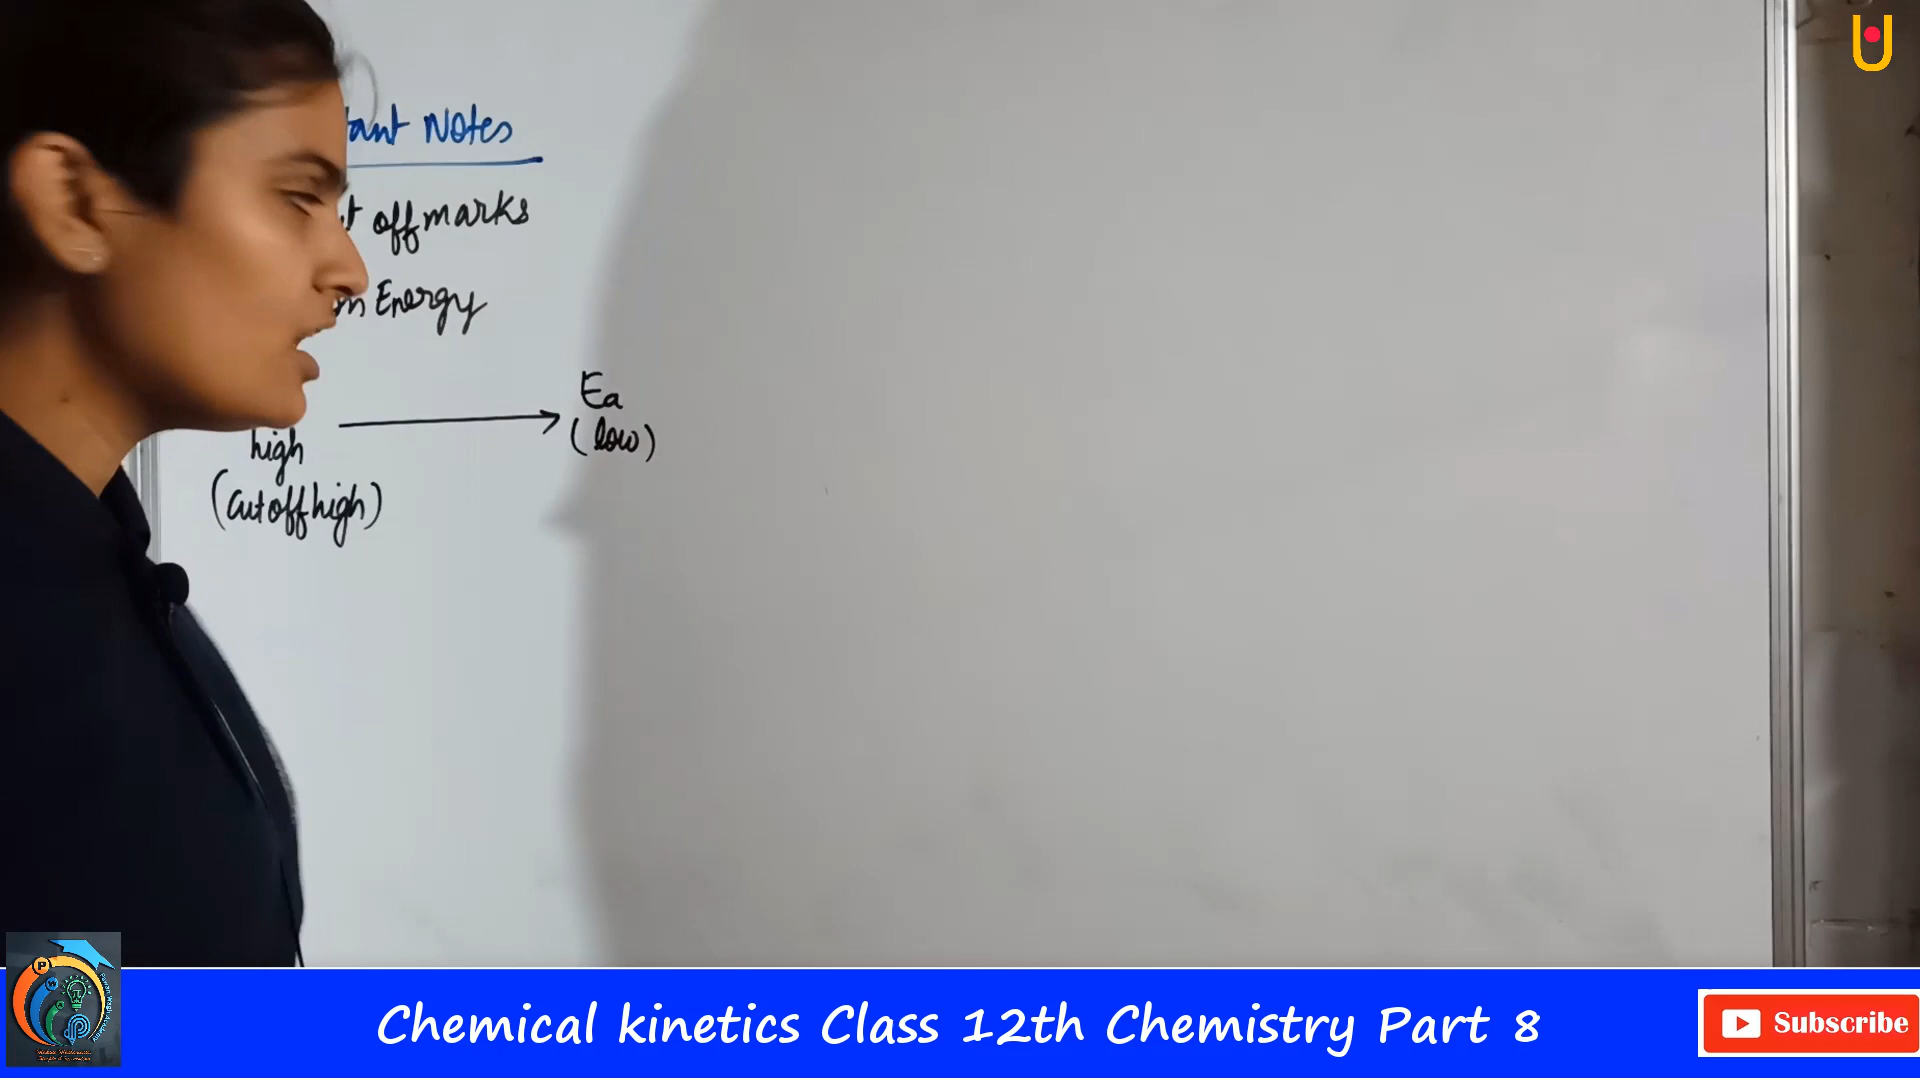 tant Notes
t off marks
m Energy
Ea
(low)
high
(cut off high)
Chemical kinetics Class 12th Chemistry Part 8
Subscribe